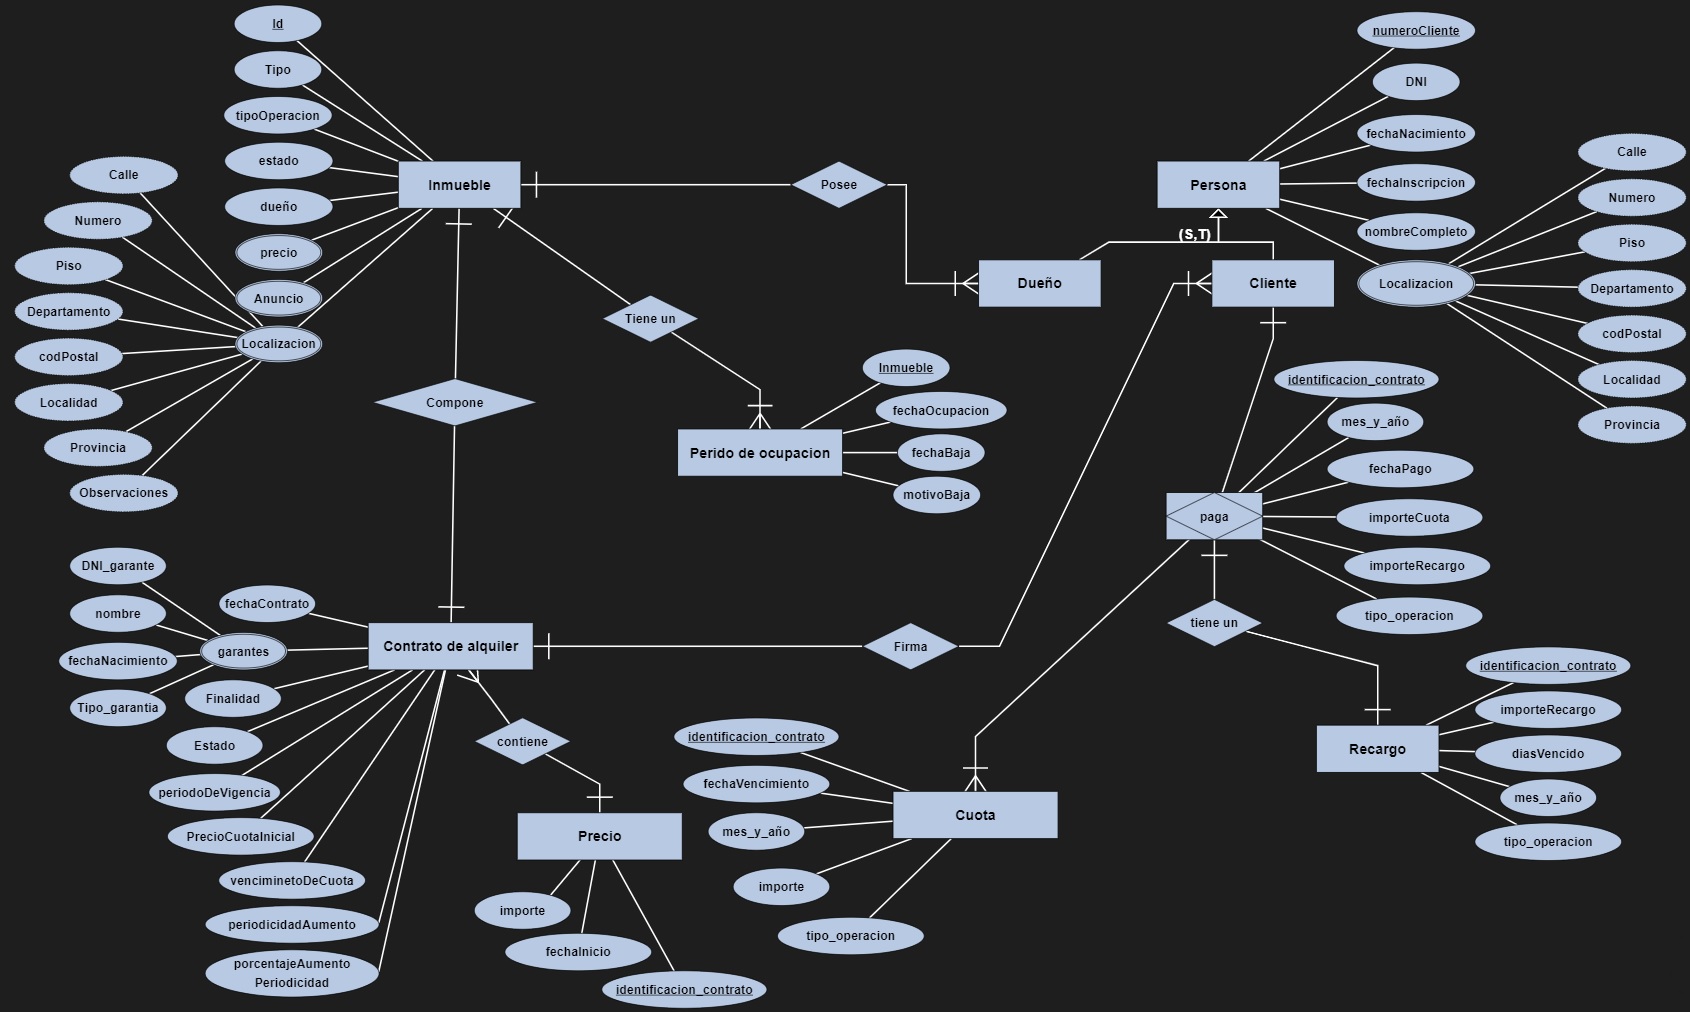 Id
Tipo
tipoOperacion
estado
dueño
precio
Anuncio
Localizacion
Calle
Numero
Piso
Departamento
codPostal
Localidad
Provincia
Observaciones
Inmueble
Posee
Persona
numeroCliente
DNI
fechaNacimiento
fechaInscripcion
nombreCompleto
Localizacion
Calle
Numero
Piso
Departamento
codPostal
Localidad
Provincia
(S,T)
Dueño
Cliente
Tiene un
Compone
Perido de ocupacion
Inmueble
fechaOcupacion
fechaBaja
motivoBaja
identificacion_contrato
mes_y_año
fechaPago
importeCuota
importeRecargo
tipo_operacion
paga
tiene un
Recargo
identificacion_contrato
importeRecargo
diasVencido
mes_y_año
tipo_operacion
DNI_garante
nombre
fechaNacimiento
Tipo_garantia
garantes
fechaContrato
Contrato de alquiler
Firma
Finalidad
Estado
periodoDeVigencia
PrecioCuotaInicial
venciminetoDeCuota
periodicidadAumento
porcentajeAumento
Periodicidad
contiene
Precio
importe
fechaInicio
identificacion_contrato
identificacion_contrato
fechaVencimiento
mes_y_año
importe
tipo_operacion
Cuota